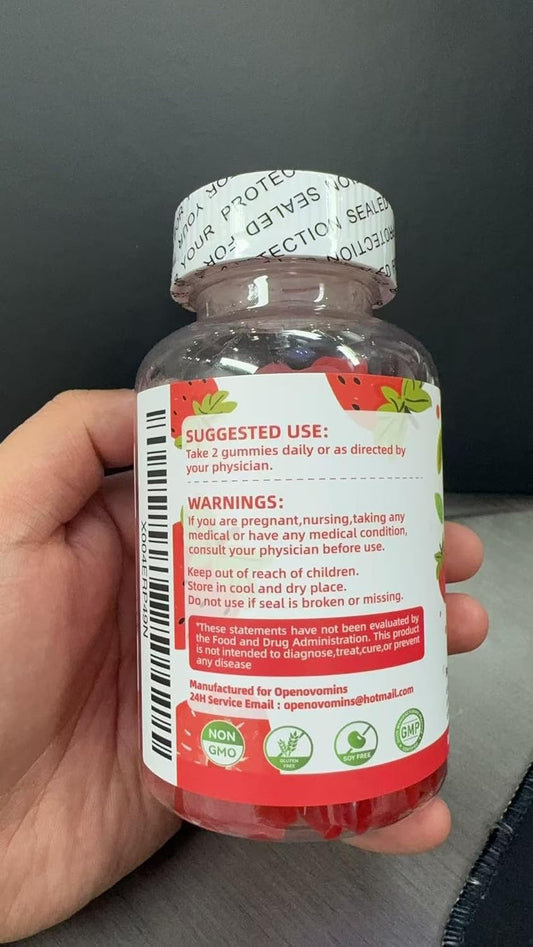 YOUR PROTEC
SEALED FOR YOUR
TECTION SEALED
PROTECTION
SUGGESTED USE:
Take 2 gummies daily or as directed by
your physician.
WARNINGS:
If you are pregnant,nursing,taking any
medical or have any medical condition,
consult your physician before use.
Keep out of reach of children.
Store in cool and dry place.
Do not use if seal is broken or missing.
*These statements have not been evaluated by
the Food and Drug Administration. This product
is not intended to diagnose,treat,cure,or prevent
any disease
Manufactured for Openovomins
24H Service Email : openovomins@hotmail.com
NON
GMO
GLUTEN
FREE
SOY FREE
GMP
X004ERP49N